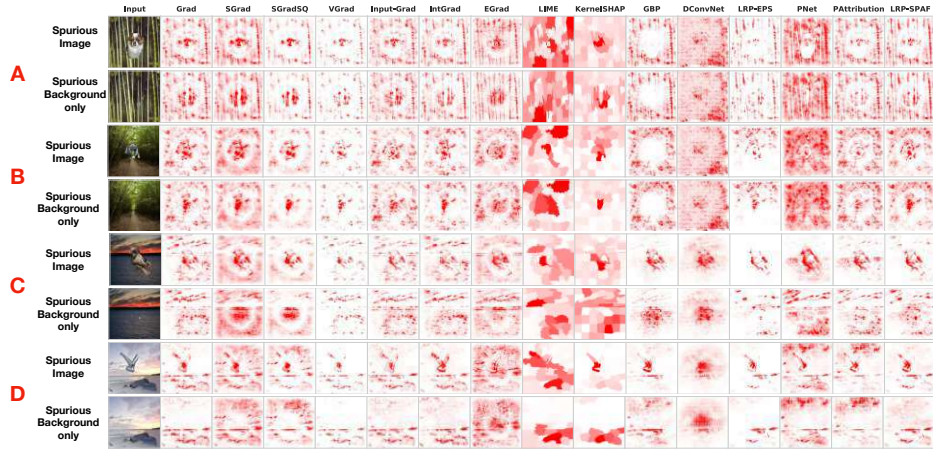 Input Grad SGrad SGradSQ VGrad Input-Grad IntGrad EGrad LIME KernelSHAP GBP DConvNet LRP-EPS PNet PAttribution LRP-SPAF
Spurious
Image
A
Spurious
Background
only
Spurious
Image
B
Spurious
Background
only
Spurious
Image
C
Spurious
Background
only
Spurious
Image
D
Spurious
Background
only